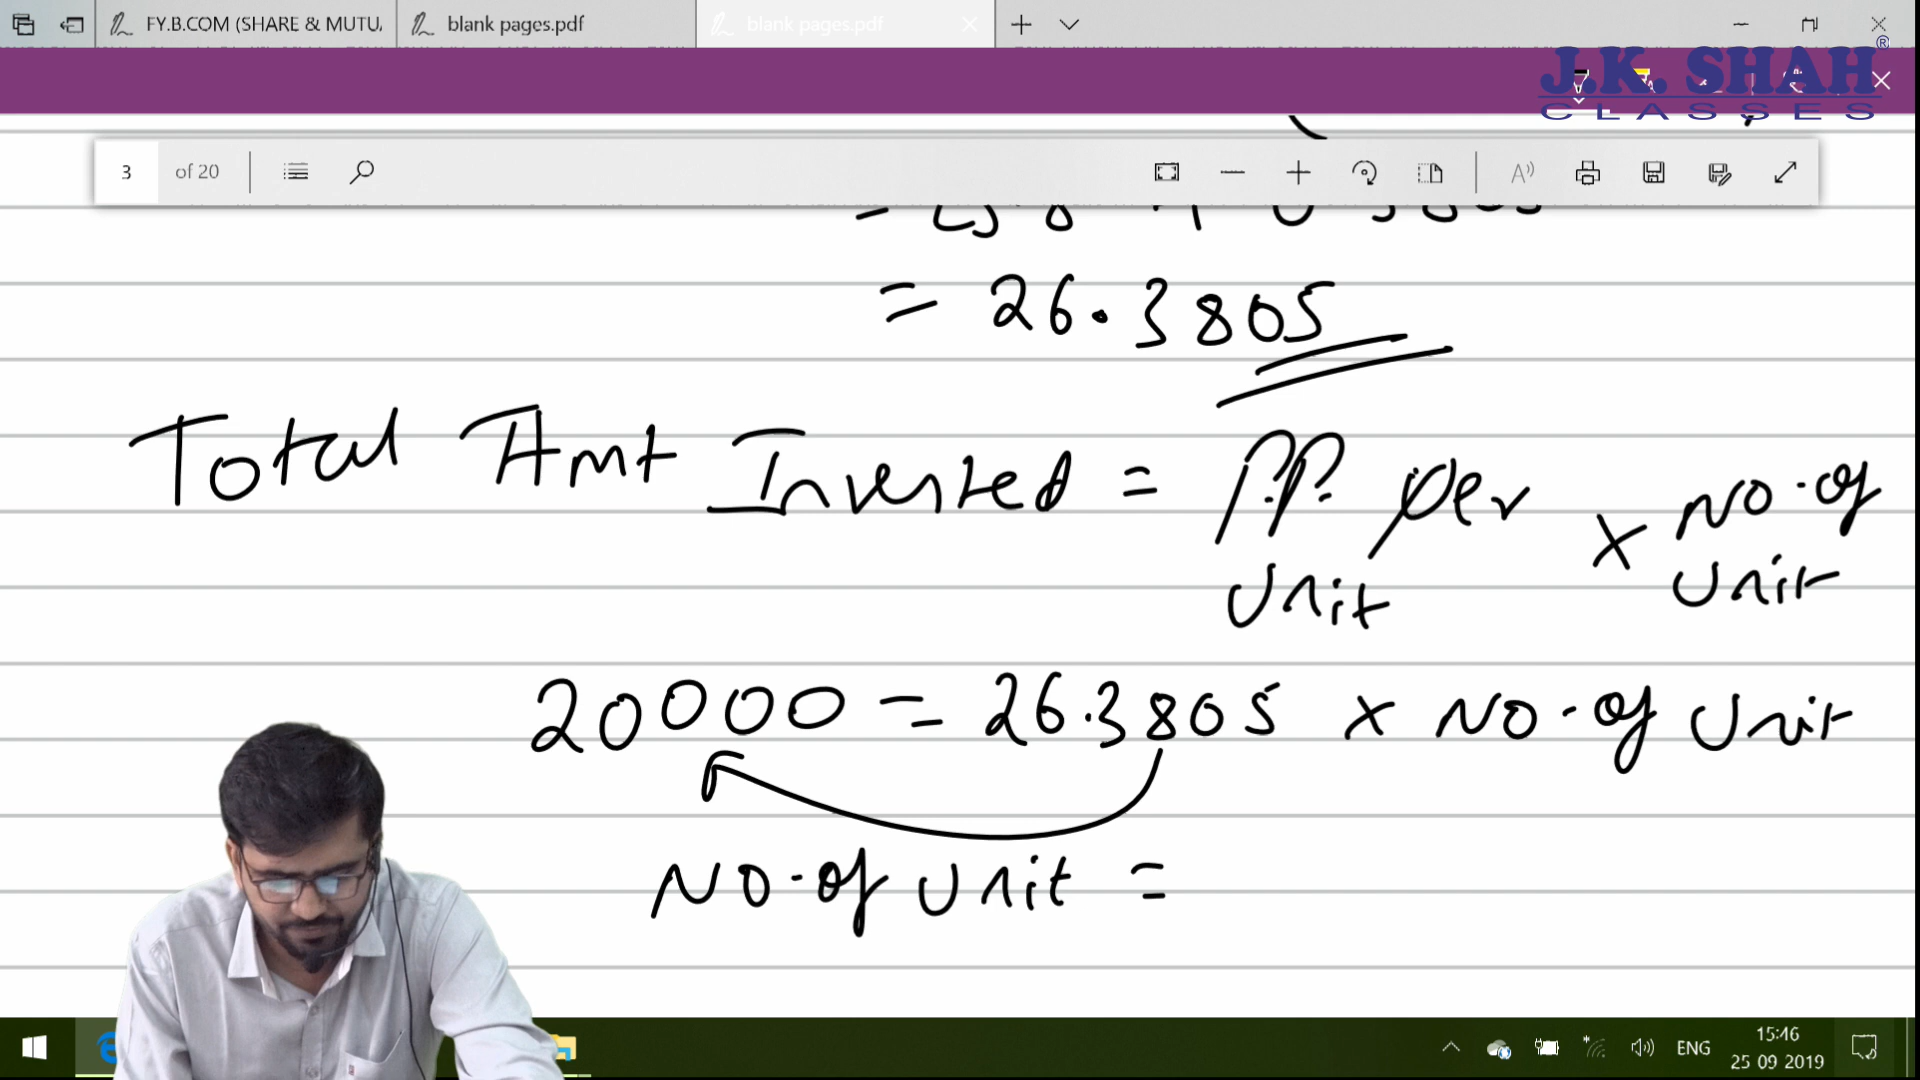 FY.B.COM (SHARE & MUTU
blank pages.pdf
blank pages.pdf
J.K. SHAH ®
CLASSES
3 of 20
= 26.3805
Total Amt Invested = P.P. per unit × No. of unit
20000 = 26.3805 × No. of Unit
No. of unit =
ENG
15:46
25 09 2019